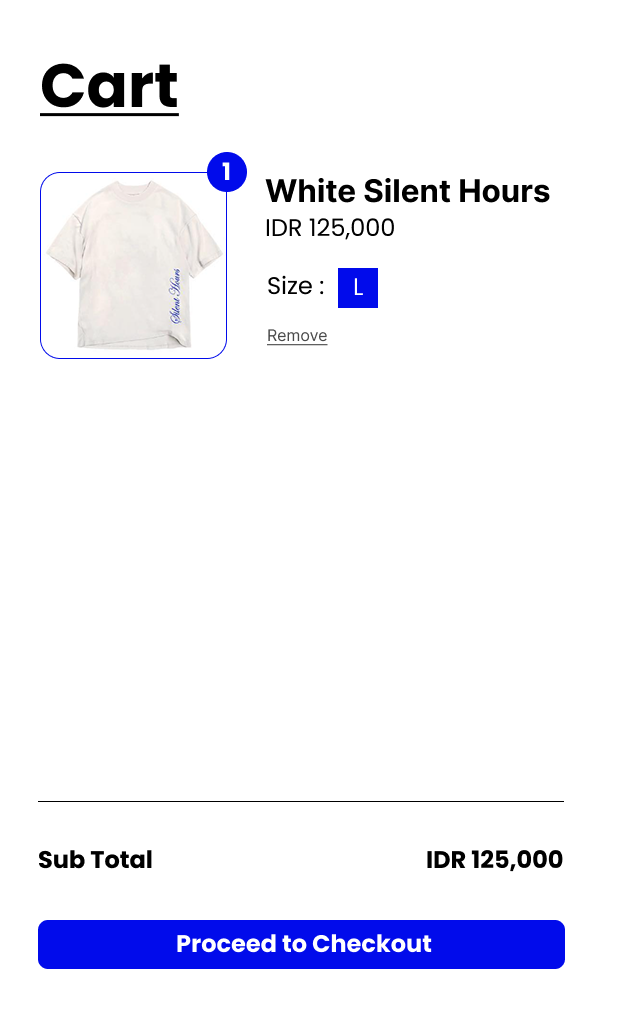 Cart
1
White Silent Hours
IDR 125,000
Size : L
Remove
Silent Hours
Sub Total IDR 125,000
Proceed to Checkout